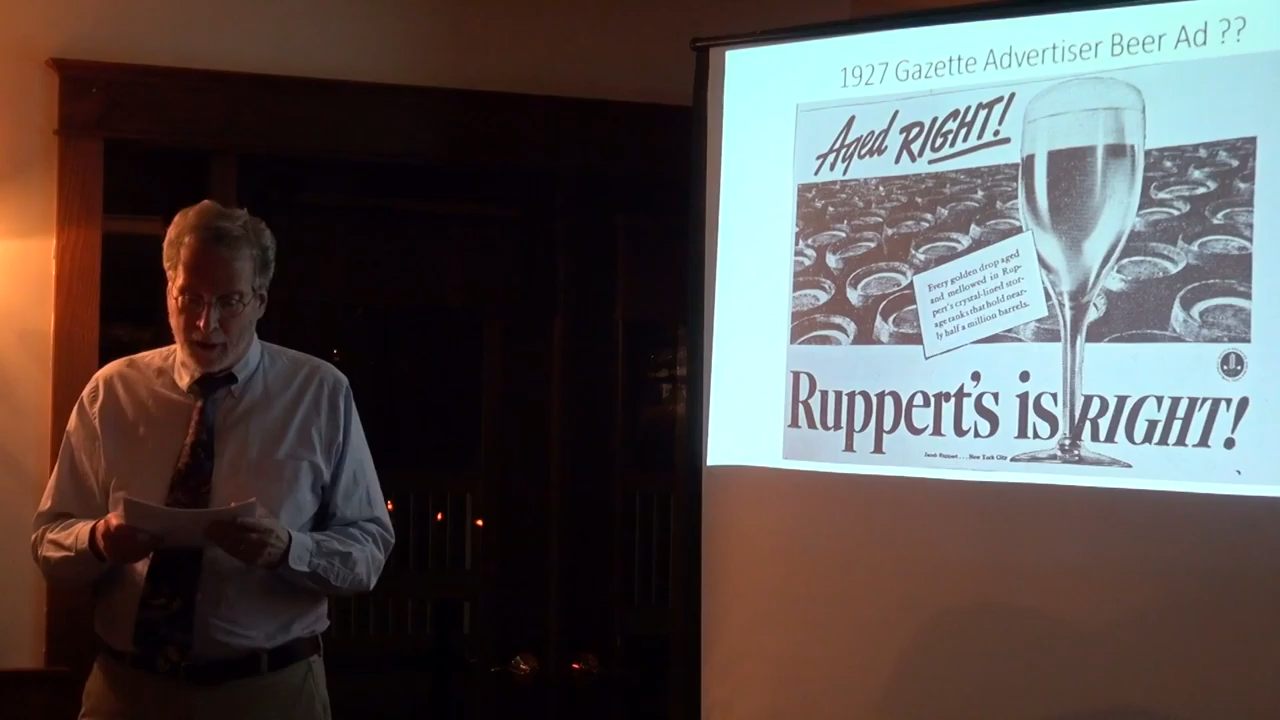 1927 Gazette Advertiser Beer Ad ??
Aged RIGHT!
Every golden drop aged
and mellowed in Rup-
pert's crystal-lined stor-
age tanks that hold near-
ly half a million barrels.
Ruppert's is RIGHT!
Jacob Ruppert . . . New York City